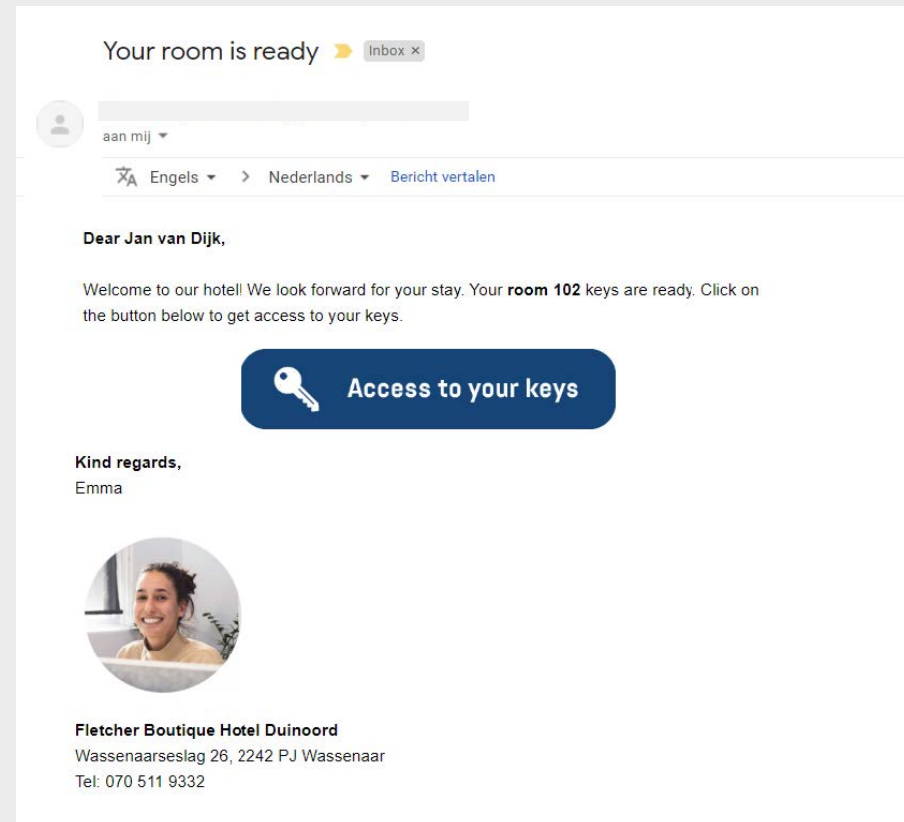 Your room is ready Inbox ×
aan mij
Engels > Nederlands Bericht vertalen
Dear Jan van Dijk,
Welcome to our hotel! We look forward for your stay. Your room 102 keys are ready. Click on
the button below to get access to your keys.
Access to your keys
Kind regards,
Emma
Fletcher Boutique Hotel Duinoord
Wassenaarseslag 26, 2242 PJ Wassenaar
Tel: 070 511 9332